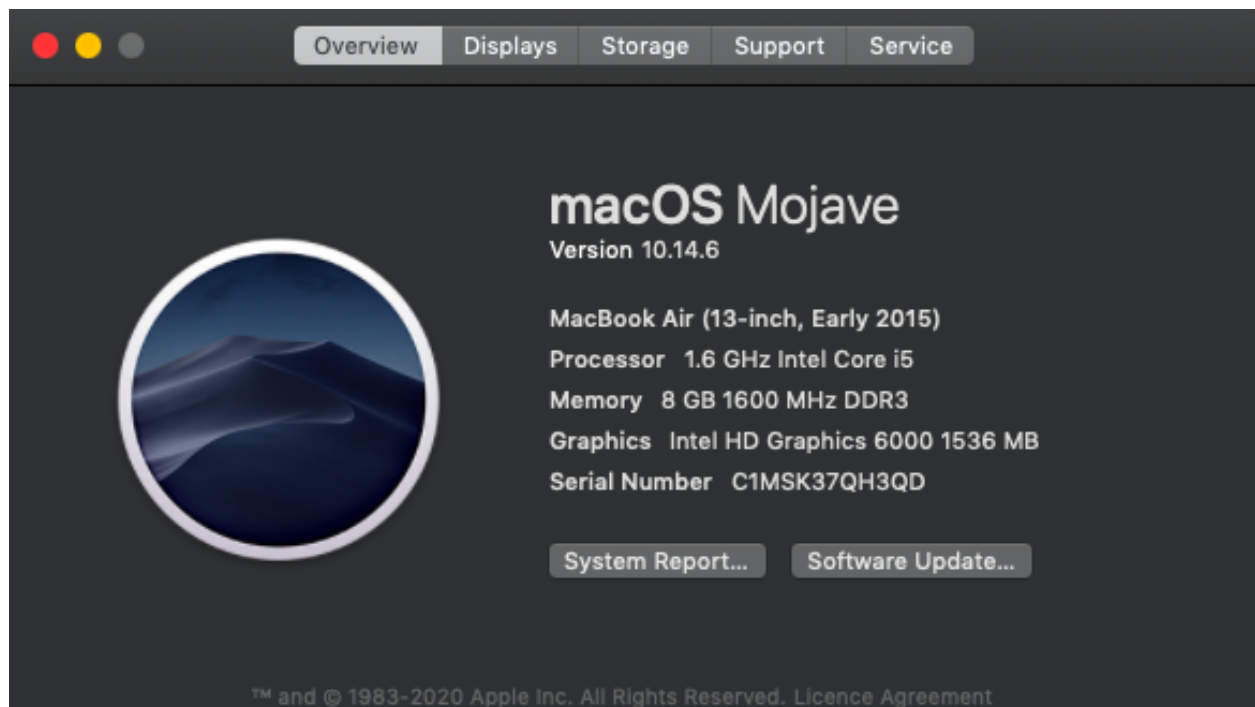 Overview Displays Storage Support Service
macOS Mojave
Version 10.14.6
MacBook Air (13-inch, Early 2015)
Processor 1.6 GHz Intel Core i5
Memory 8 GB 1600 MHz DDR3
Graphics Intel HD Graphics 6000 1536 MB
Serial Number C1MSK37QH3QD
System Report... Software Update...
™ and © 1983-2020 Apple Inc. All Rights Reserved. Licence Agreement